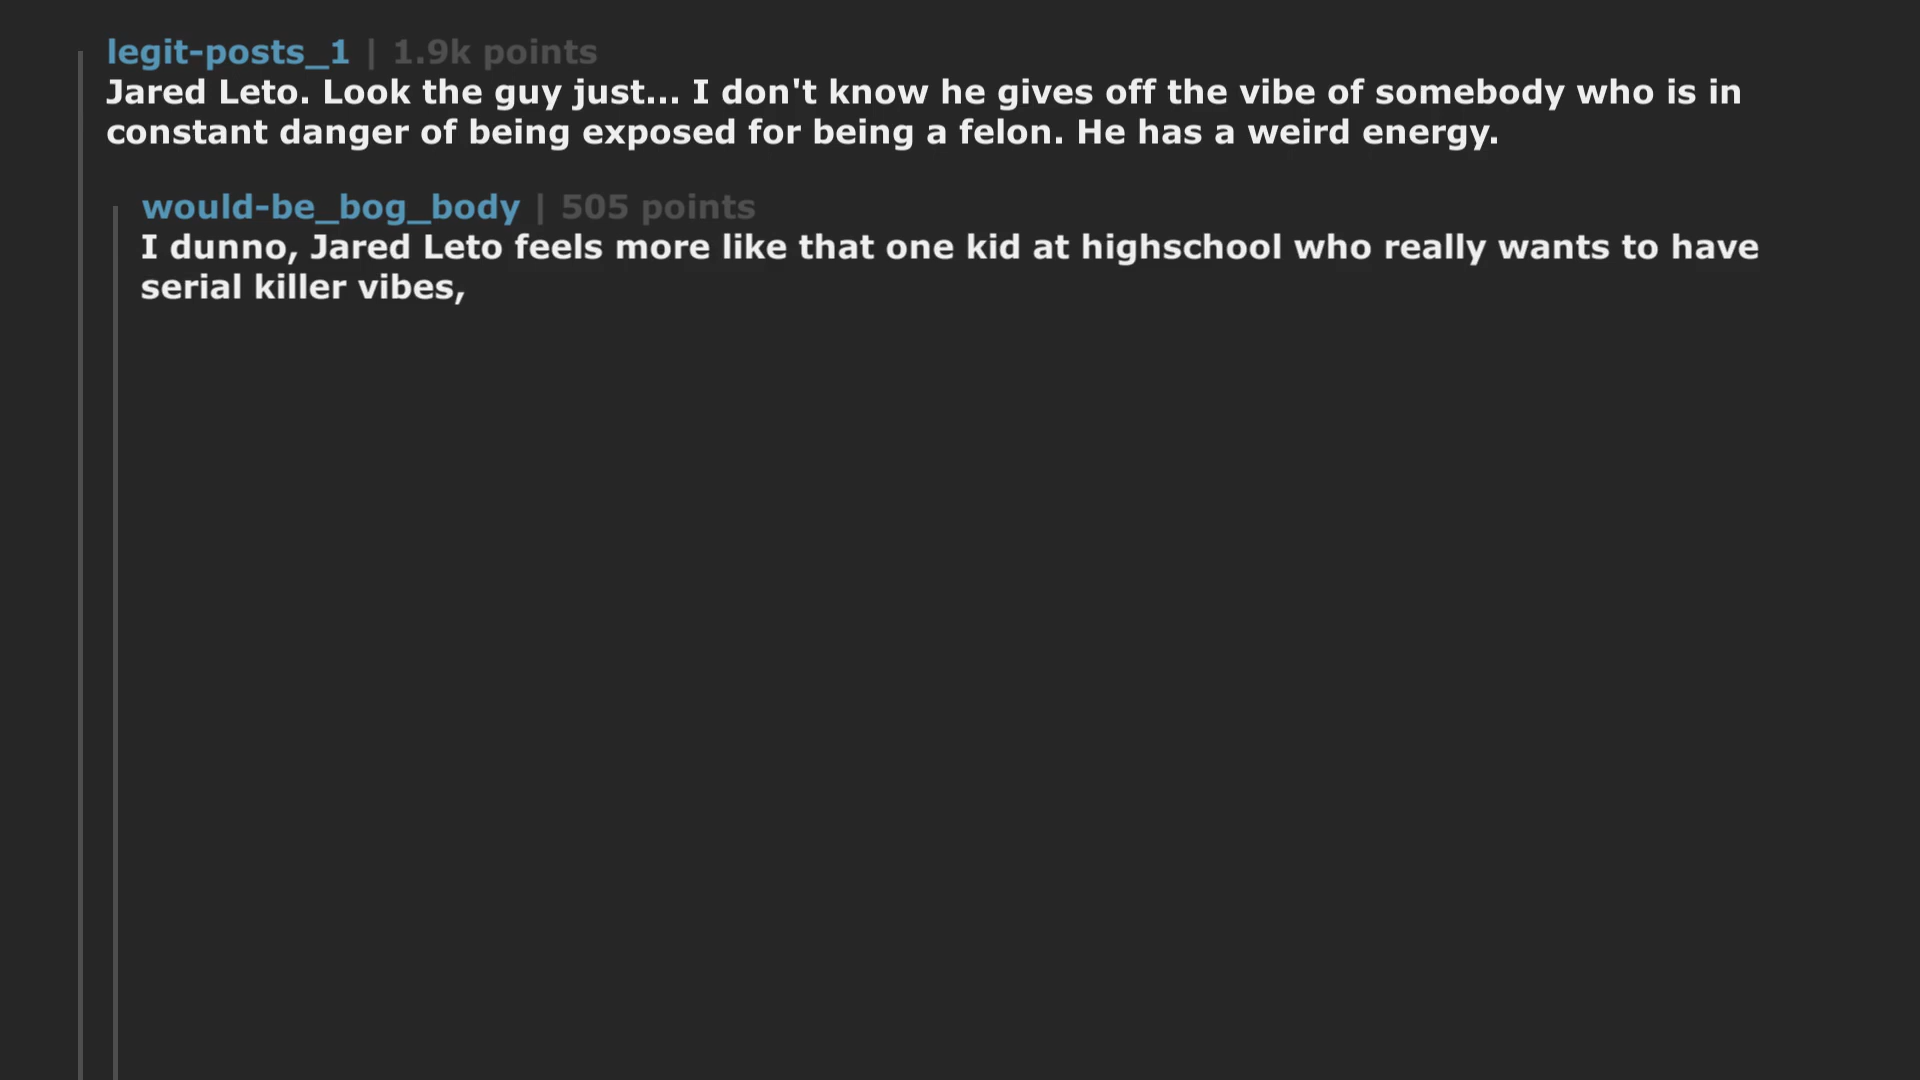 legit-posts_1 | 1.9k points
Jared Leto. Look the guy just... I don't know he gives off the vibe of somebody who is in
constant danger of being exposed for being a felon. He has a weird energy.
would-be_bog_body | 505 points
I dunno, Jared Leto feels more like that one kid at highschool who really wants to have
serial killer vibes,